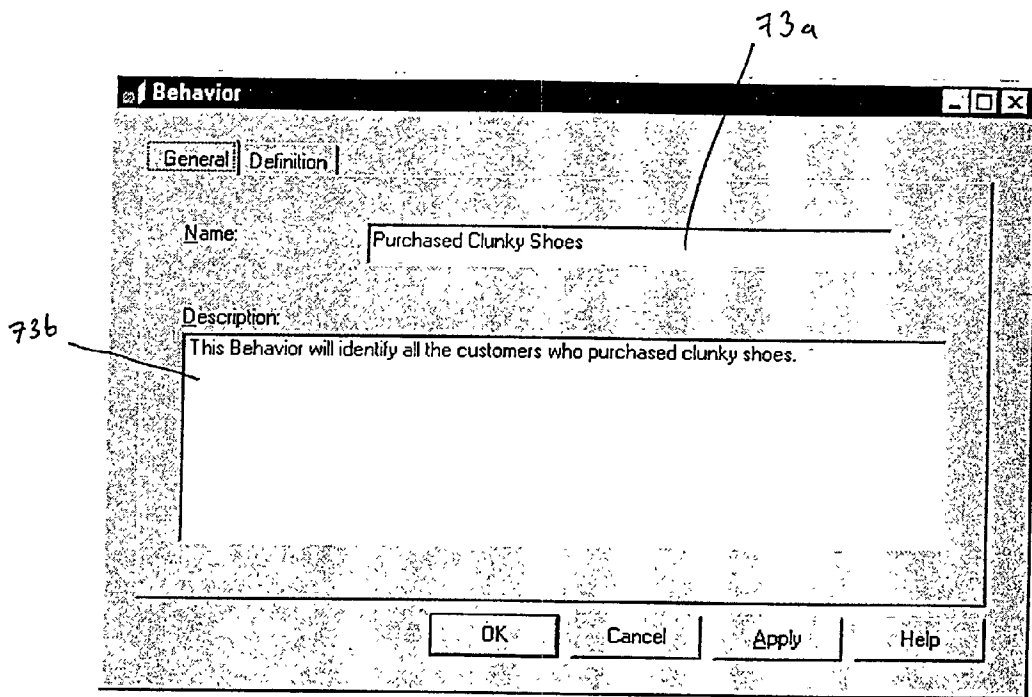 73a
Behavior
General Definition
Name: Purchased Clunky Shoes
Description:
73b
This Behavior will identify all the customers who purchased clunky shoes.
OK Cancel Apply Help